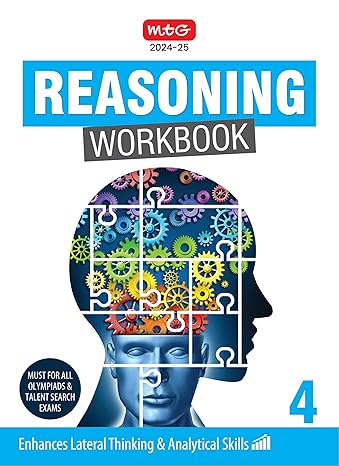 mtG
2024-25
REASONING
WORKBOOK
MUST FOR ALL
OLYMPIADS &
TALENT SEARCH
EXAMS
4
Enhances Lateral Thinking & Analytical Skills